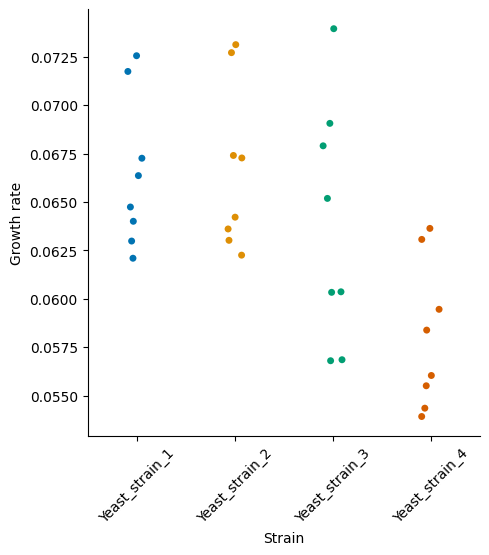 0.0725
0.0700
0.0675
0.0650
0.0625
0.0600
0.0575
0.0550
Growth rate
Yeast_strain_1
Yeast_strain_2
Yeast_strain_3
Yeast_strain_4
Strain